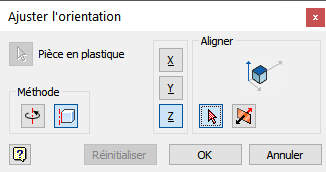 Ajuster l'orientation
x
Pièce en plastique
X
Aligner
Y
Méthode
Z
?
Réinitialiser
OK
Annuler